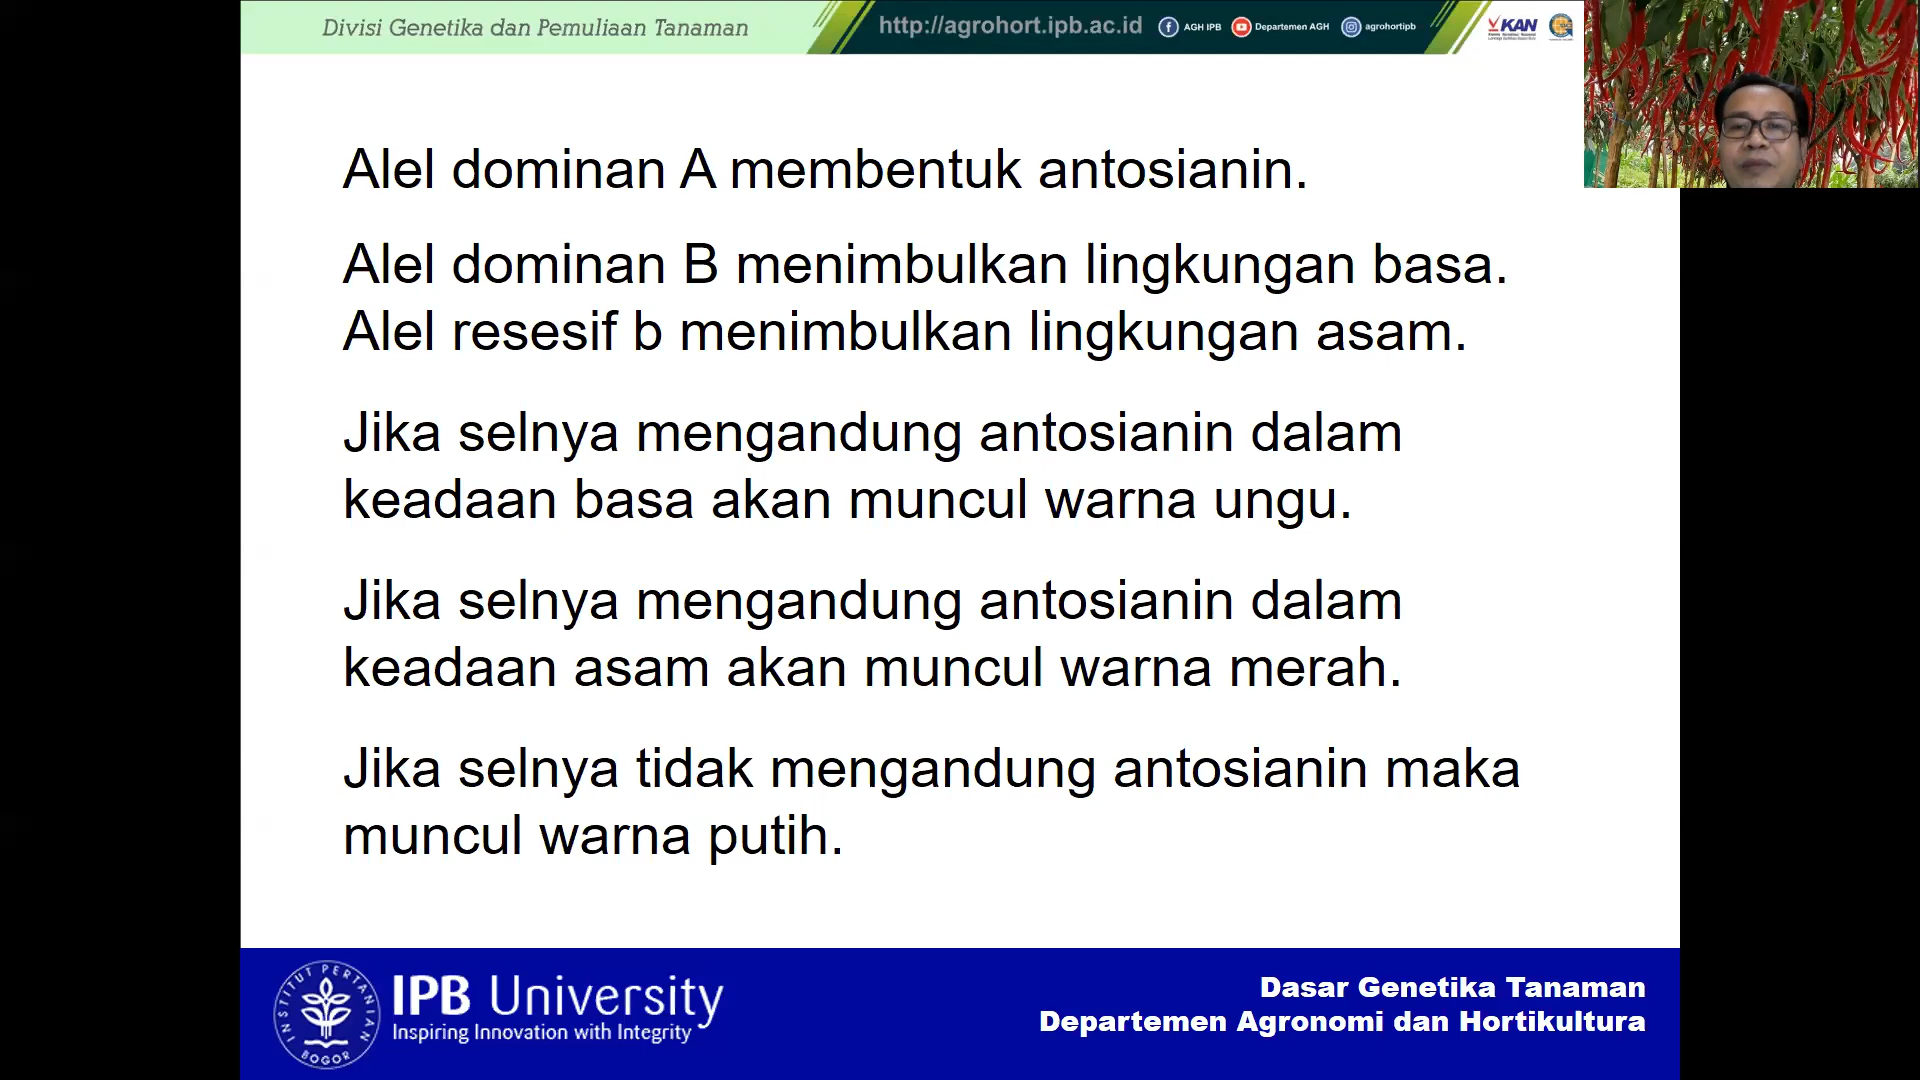 Divisi Genetika dan Pemuliaan Tanaman
http://agrohort.ipb.ac.id
AGH IPB
Departemen AGH
agrohortipb
KAN
Alel dominan A membentuk antosianin.
Alel dominan B menimbulkan lingkungan basa.
Alel resesif b menimbulkan lingkungan asam.
Jika selnya mengandung antosianin dalam
keadaan basa akan muncul warna ungu.
Jika selnya mengandung antosianin dalam
keadaan asam akan muncul warna merah.
Jika selnya tidak mengandung antosianin maka
muncul warna putih.
INSTITUT PERTANIAN
BOGOR
IPB University
Inspiring Innovation with Integrity
Dasar Genetika Tanaman
Departemen Agronomi dan Hortikultura